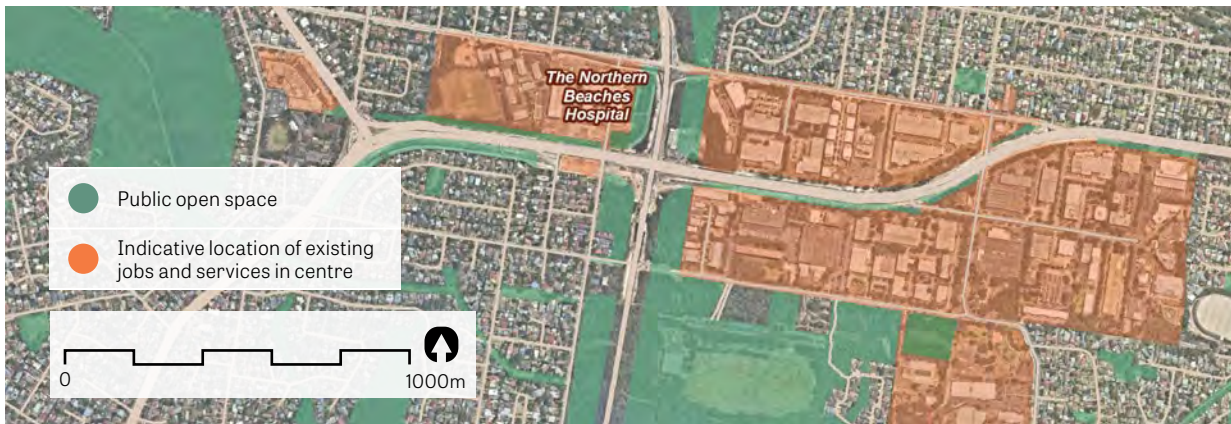 The Northern
Beaches
Hospital
Public open space
Indicative location of existing
jobs and services in centre
0
1000m